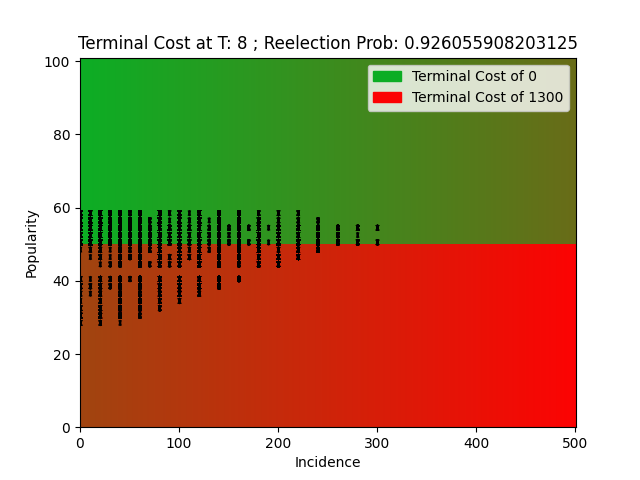 Terminal Cost at T: 8 ; Reelection Prob: 0.926055908203125
Terminal Cost of 0
Terminal Cost of 1300
100
80
60
40
20
0
Popularity
0 100 200 300 400 500
Incidence